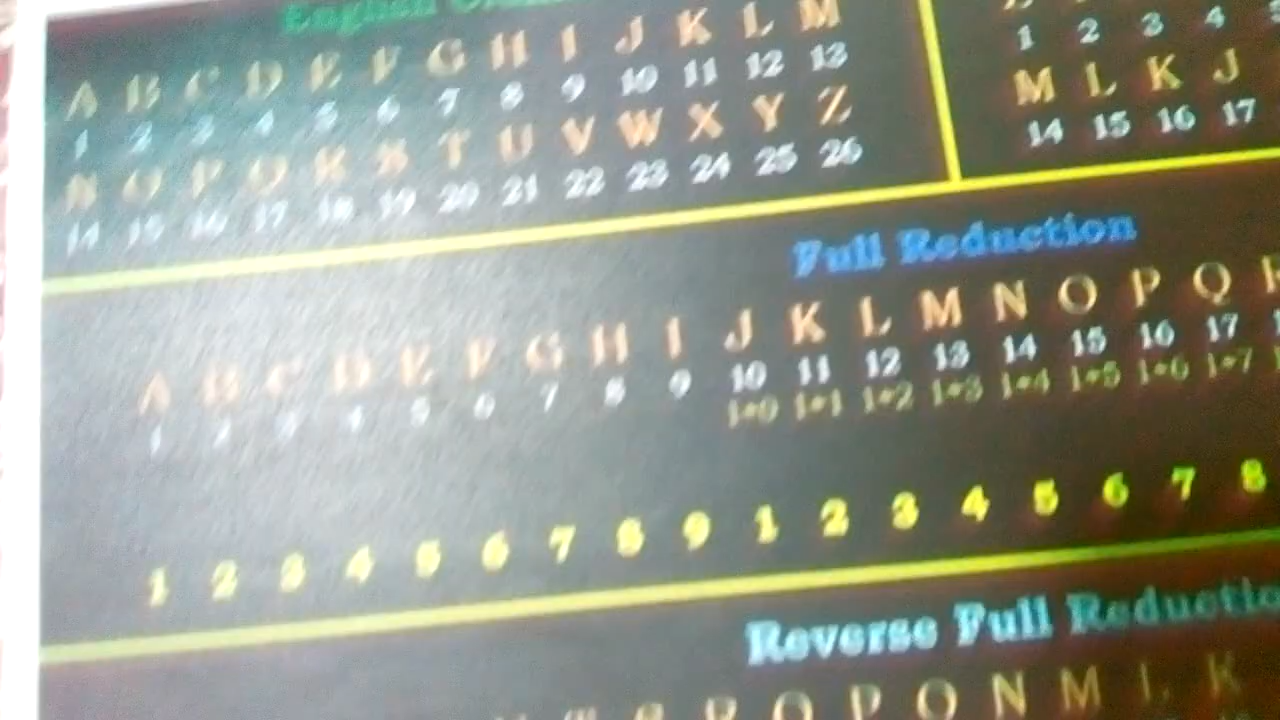 English
A B C D E F G H I J K L M
1 2 3 4 5 6 7 8 9 10 11 12 13
N O P Q R S T U V W X Y Z
14 15 16 17 18 19 20 21 22 23 24 25 26
1 2 3 4
M L K J
14 15 16 17
Full Reduction
A B C D E F G H I J K L M N O P Q
1 2 3 4 5 6 7 8 9 10 11 12 13 14 15 16 17
1+0 1+1 1+2 1+3 1+4 1+5 1+6 1+7
1 2 3 4 5 6 7 8 9 1 2 3 4 5 6 7 8
Reverse Full Reductio
R Q P O N M L K